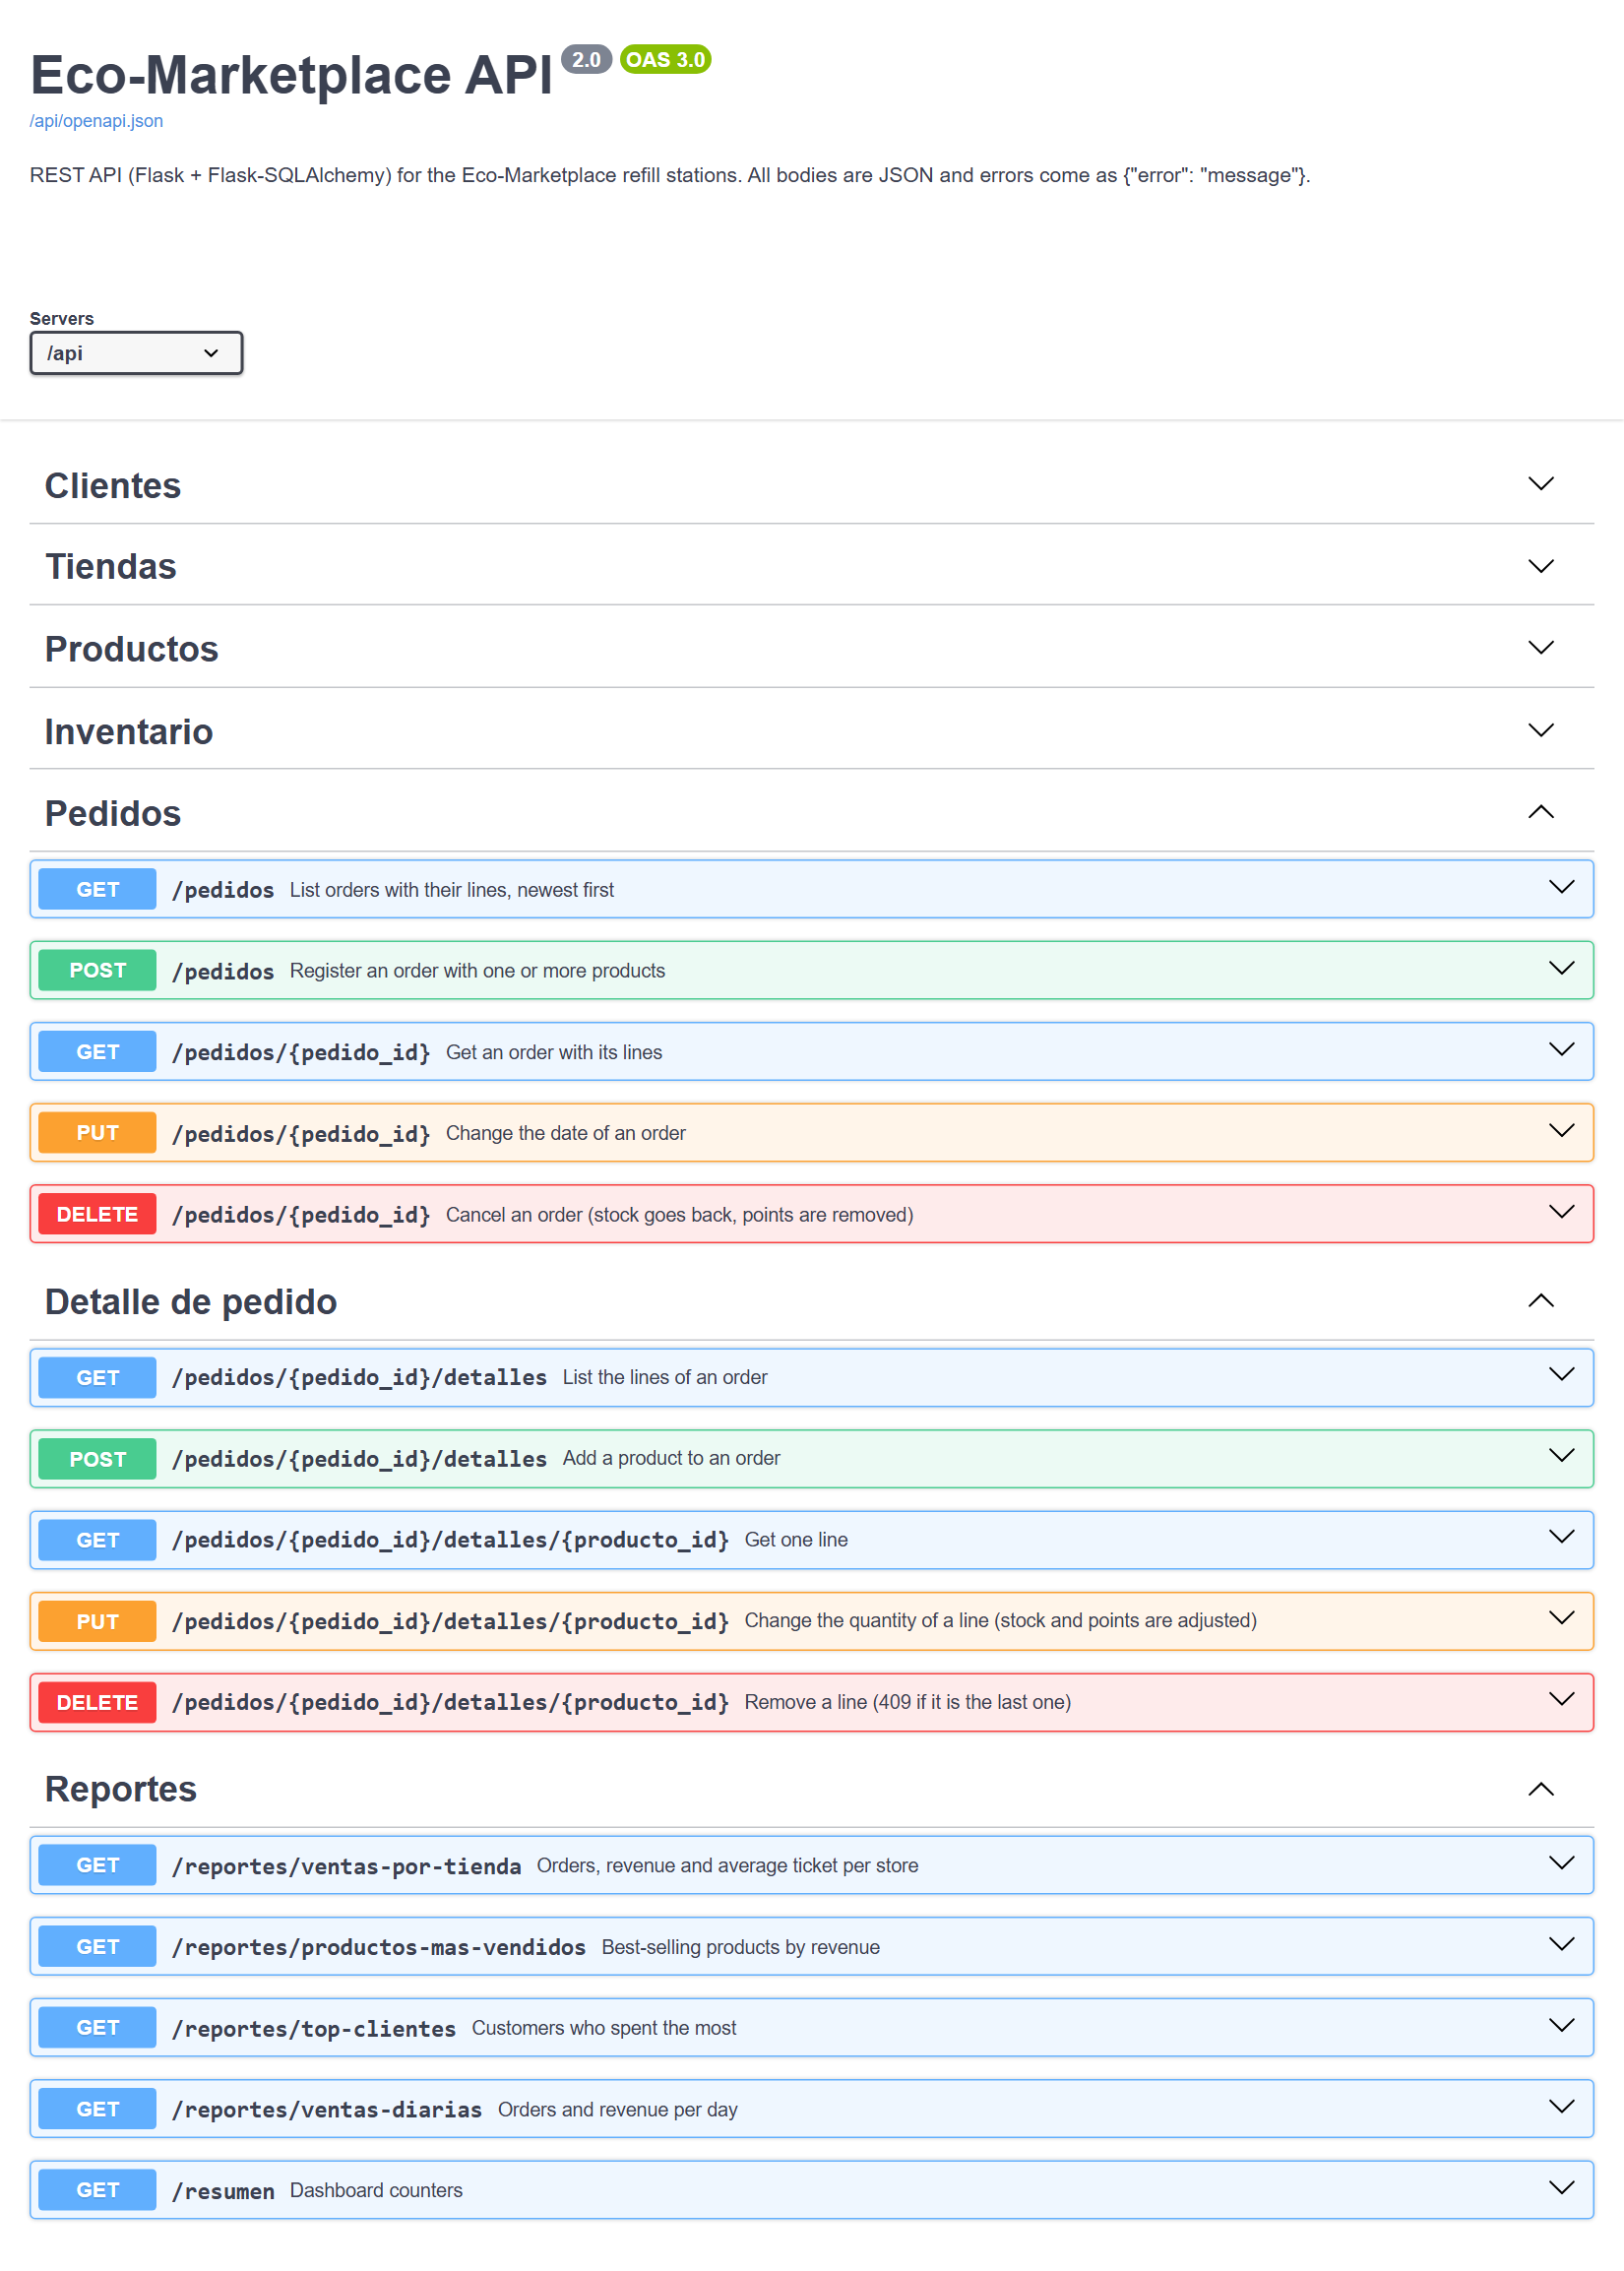 Eco-Marketplace API 2.0 OAS 3.0
/api/openapi.json
REST API (Flask + Flask-SQLAlchemy) for the Eco-Marketplace refill stations. All bodies are JSON and errors come as {"error": "message"}.
Servers
/api
Clientes
Tiendas
Productos
Inventario
Pedidos
GET /pedidos List orders with their lines, newest first
POST /pedidos Register an order with one or more products
GET /pedidos/{pedido_id} Get an order with its lines
PUT /pedidos/{pedido_id} Change the date of an order
DELETE /pedidos/{pedido_id} Cancel an order (stock goes back, points are removed)
Detalle de pedido
GET /pedidos/{pedido_id}/detalles List the lines of an order
POST /pedidos/{pedido_id}/detalles Add a product to an order
GET /pedidos/{pedido_id}/detalles/{producto_id} Get one line
PUT /pedidos/{pedido_id}/detalles/{producto_id} Change the quantity of a line (stock and points are adjusted)
DELETE /pedidos/{pedido_id}/detalles/{producto_id} Remove a line (409 if it is the last one)
Reportes
GET /reportes/ventas-por-tienda Orders, revenue and average ticket per store
GET /reportes/productos-mas-vendidos Best-selling products by revenue
GET /reportes/top-clientes Customers who spent the most
GET /reportes/ventas-diarias Orders and revenue per day
GET /resumen Dashboard counters